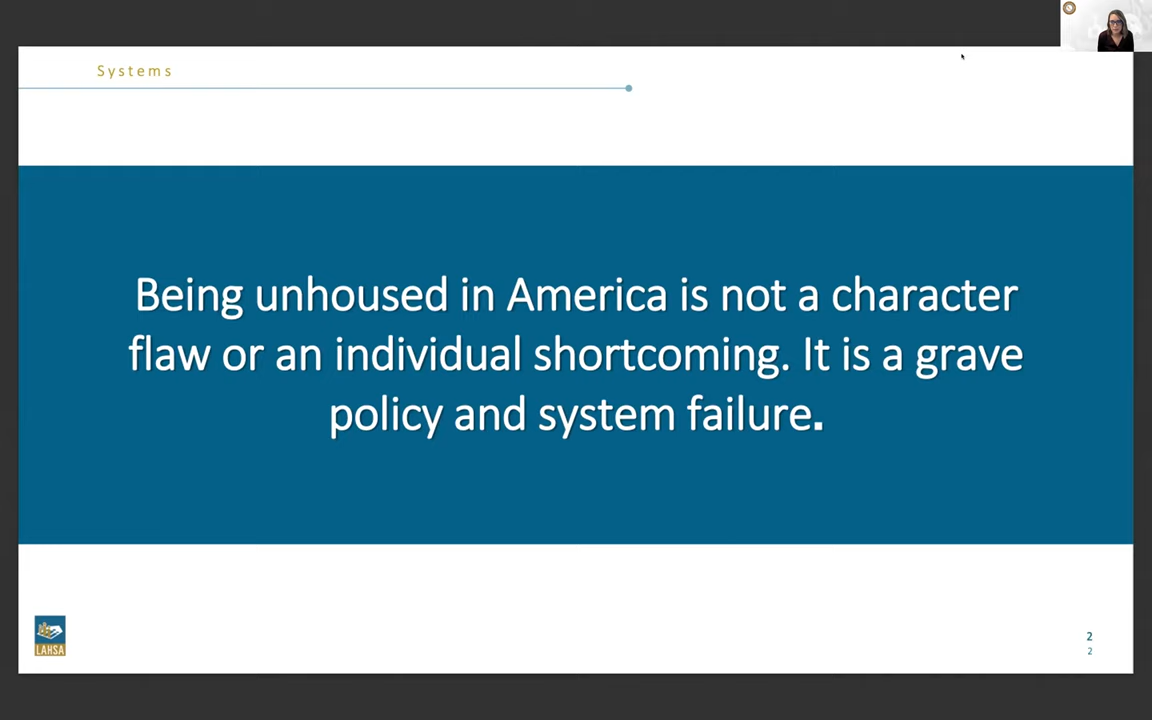 Systems
Being unhoused in America is not a character
flaw or an individual shortcoming. It is a grave
policy and system failure.
LAHSA
2
2